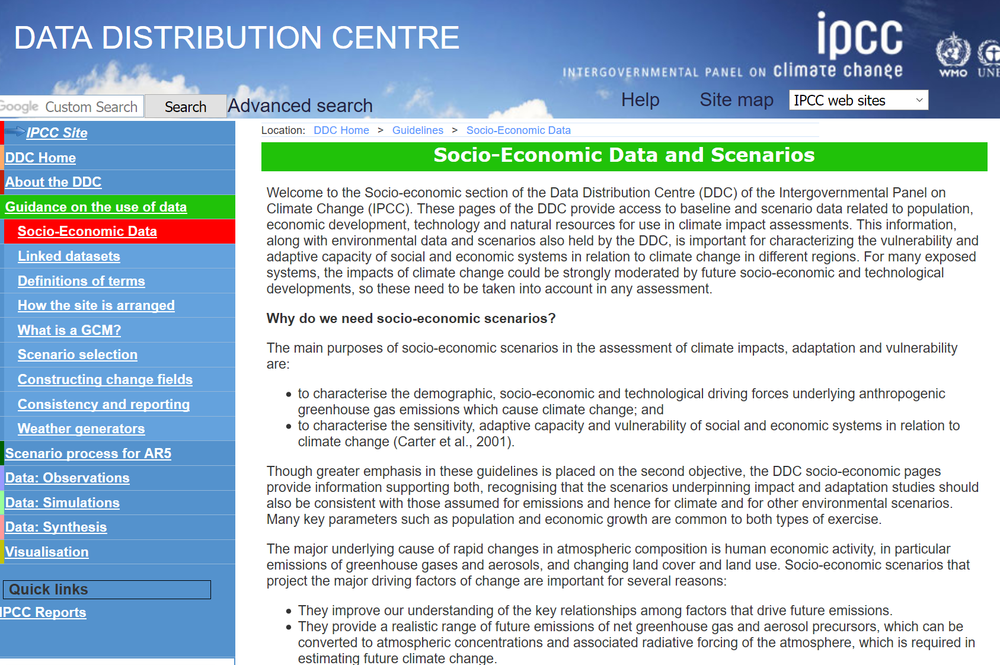 DATA DISTRIBUTION CENTRE
ipcc
INTERGOVERNMENTAL PANEL ON climate change
WMO
Google Custom Search
Search
Advanced search
Help
Site map
IPCC web sites
IPCC Site
DDC Home
About the DDC
Guidance on the use of data
Socio-Economic Data
Linked datasets
Definitions of terms
How the site is arranged
What is a GCM?
Scenario selection
Constructing change fields
Consistency and reporting
Weather generators
Scenario process for AR5
Data: Observations
Data: Simulations
Data: Synthesis
Visualisation
Quick links
IPCC Reports
Location: DDC Home > Guidelines > Socio-Economic Data
Socio-Economic Data and Scenarios
Welcome to the Socio-economic section of the Data Distribution Centre (DDC) of the Intergovernmental Panel on
Climate Change (IPCC). These pages of the DDC provide access to baseline and scenario data related to population,
economic development, technology and natural resources for use in climate impact assessments. This information,
along with environmental data and scenarios also held by the DDC, is important for characterizing the vulnerability and
adaptive capacity of social and economic systems in relation to climate change in different regions. For many exposed
systems, the impacts of climate change could be strongly moderated by future socio-economic and technological
developments, so these need to be taken into account in any assessment.
Why do we need socio-economic scenarios?
The main purposes of socio-economic scenarios in the assessment of climate impacts, adaptation and vulnerability
are:
• to characterise the demographic, socio-economic and technological driving forces underlying anthropogenic
greenhouse gas emissions which cause climate change; and
• to characterise the sensitivity, adaptive capacity and vulnerability of social and economic systems in relation to
climate change (Carter et al., 2001).
Though greater emphasis in these guidelines is placed on the second objective, the DDC socio-economic pages
provide information supporting both, recognising that the scenarios underpinning impact and adaptation studies should
also be consistent with those assumed for emissions and hence for climate and for other environmental scenarios.
Many key parameters such as population and economic growth are common to both types of exercise.
The major underlying cause of rapid changes in atmospheric composition is human economic activity, in particular
emissions of greenhouse gases and aerosols, and changing land cover and land use. Socio-economic scenarios that
project the major driving factors of change are important for several reasons:
• They improve our understanding of the key relationships among factors that drive future emissions.
• They provide a realistic range of future emissions of net greenhouse gas and aerosol precursors, which can be
converted to atmospheric concentrations and associated radiative forcing of the atmosphere, which is required in
estimating future climate change.